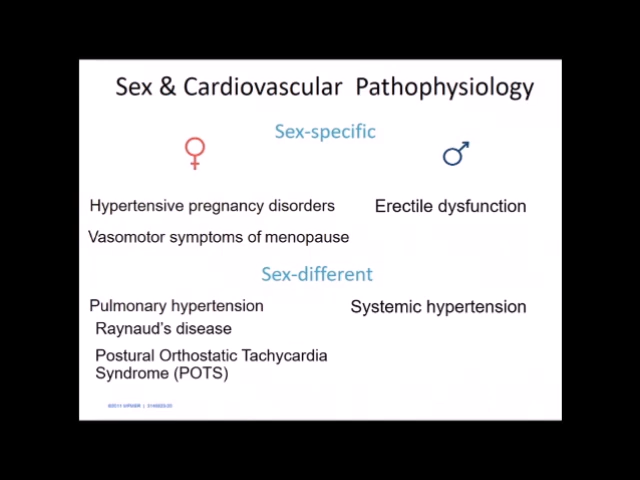 Sex & Cardiovascular Pathophysiology
Sex-specific
Hypertensive pregnancy disorders
Erectile dysfunction
Vasomotor symptoms of menopause
Sex-different
Pulmonary hypertension
Systemic hypertension
Raynaud's disease
Postural Orthostatic Tachycardia
Syndrome (POTS)